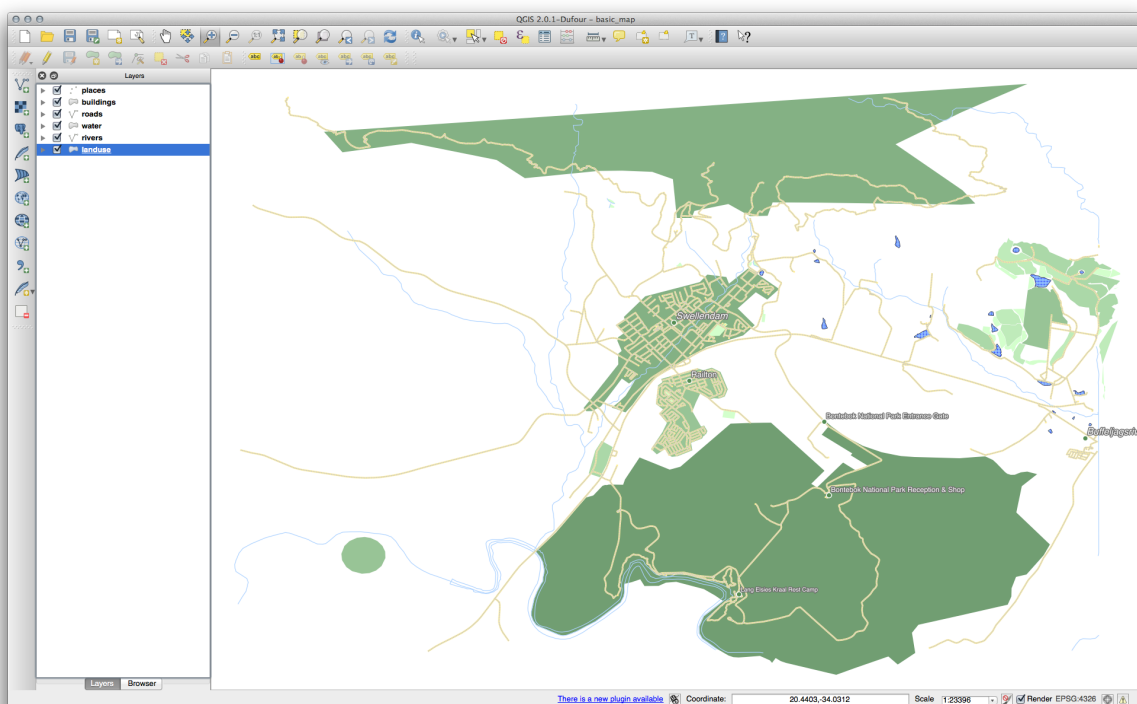 QGIS 2.0.1-Dufour – basic_map
Layers
places
buildings
roads
water
rivers
landuse
Swellendam
Railton
Bontebok National Park Entrance Gate
Bontebok National Park Reception & Shop
Lang Elsies Kraal Rest Camp
Layers
Browser
There is a new plugin available
Coordinate:
20.4403,-34.0312
Scale
1:23396
Render
EPSG:4326